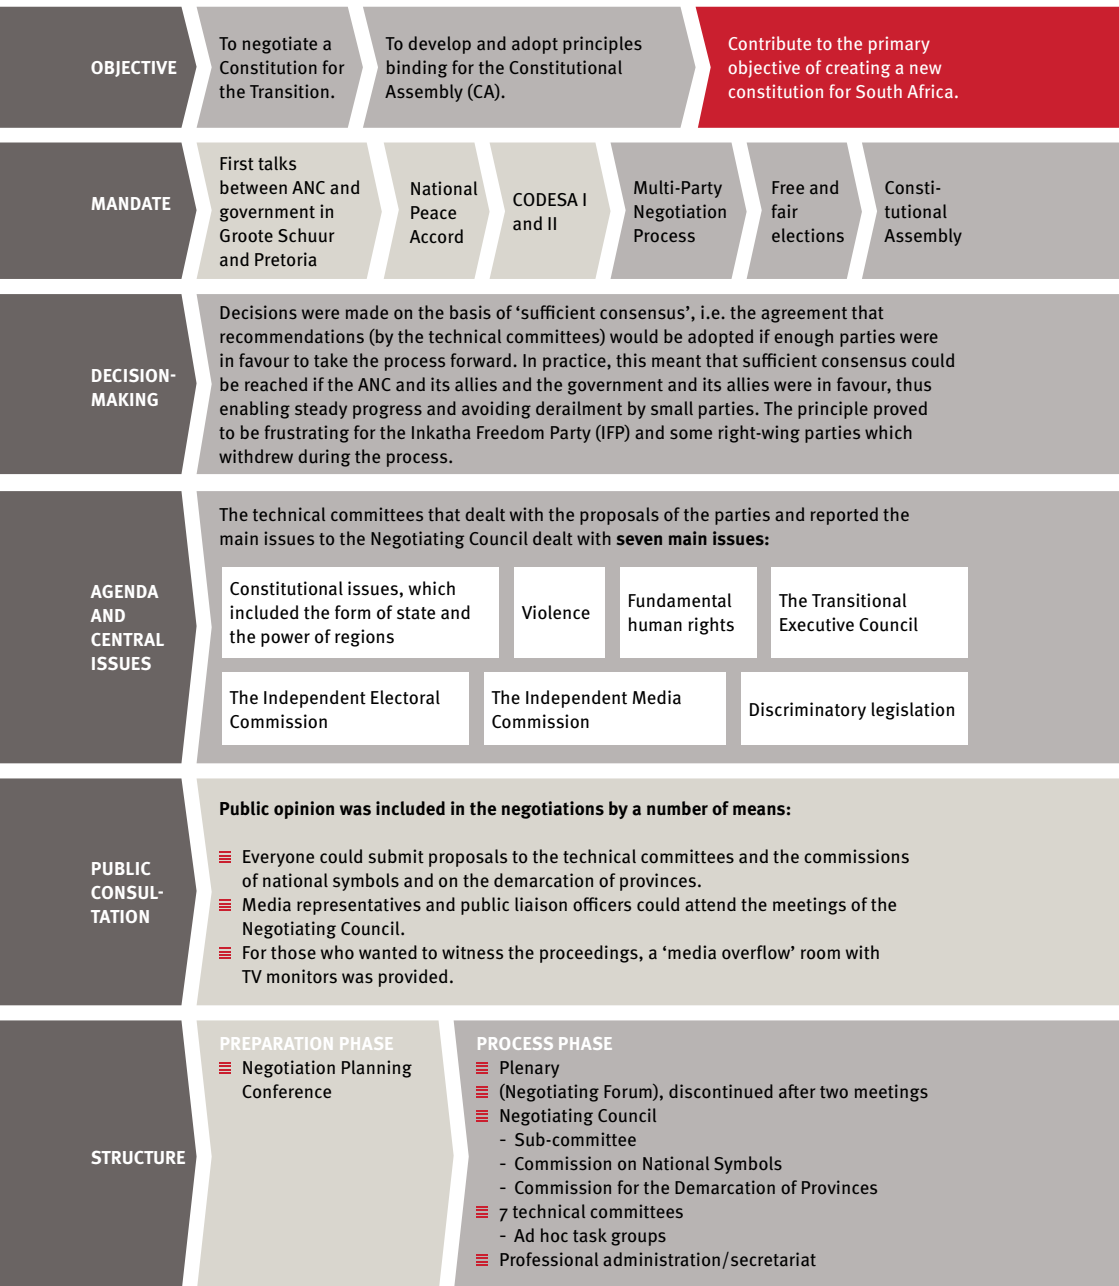 OBJECTIVE
To negotiate a
Constitution for
the Transition.
To develop and adopt principles
binding for the Constitutional
Assembly (CA).
Contribute to the primary
objective of creating a new
constitution for South Africa.
MANDATE
First talks
between ANC and
government in
Groote Schuur
and Pretoria
National
Peace
Accord
CODESA I
and II
Multi-Party
Negotiation
Process
Free and
fair
elections
Consti-
tutional
Assembly
DECISION-
MAKING
Decisions were made on the basis of ‘sufficient consensus’, i.e. the agreement that
recommendations (by the technical committees) would be adopted if enough parties were
in favour to take the process forward. In practice, this meant that sufficient consensus could
be reached if the ANC and its allies and the government and its allies were in favour, thus
enabling steady progress and avoiding derailment by small parties. The principle proved
to be frustrating for the Inkatha Freedom Party (IFP) and some right-wing parties which
withdrew during the process.
AGENDA
AND
CENTRAL
ISSUES
The technical committees that dealt with the proposals of the parties and reported the
main issues to the Negotiating Council dealt with seven main issues:
Constitutional issues, which
included the form of state and
the power of regions
Violence
Fundamental
human rights
The Transitional
Executive Council
The Independent Electoral
Commission
The Independent Media
Commission
Discriminatory legislation
PUBLIC
CONSUL-
TATION
Public opinion was included in the negotiations by a number of means:
Everyone could submit proposals to the technical committees and the commissions
of national symbols and on the demarcation of provinces.
Media representatives and public liaison officers could attend the meetings of the
Negotiating Council.
For those who wanted to witness the proceedings, a ‘media overflow’ room with
TV monitors was provided.
STRUCTURE
PREPARATION PHASE
Negotiation Planning
Conference
PROCESS PHASE
Plenary
(Negotiating Forum), discontinued after two meetings
Negotiating Council
- Sub-committee
- Commission on National Symbols
- Commission for the Demarcation of Provinces
7 technical committees
- Ad hoc task groups
Professional administration/secretariat